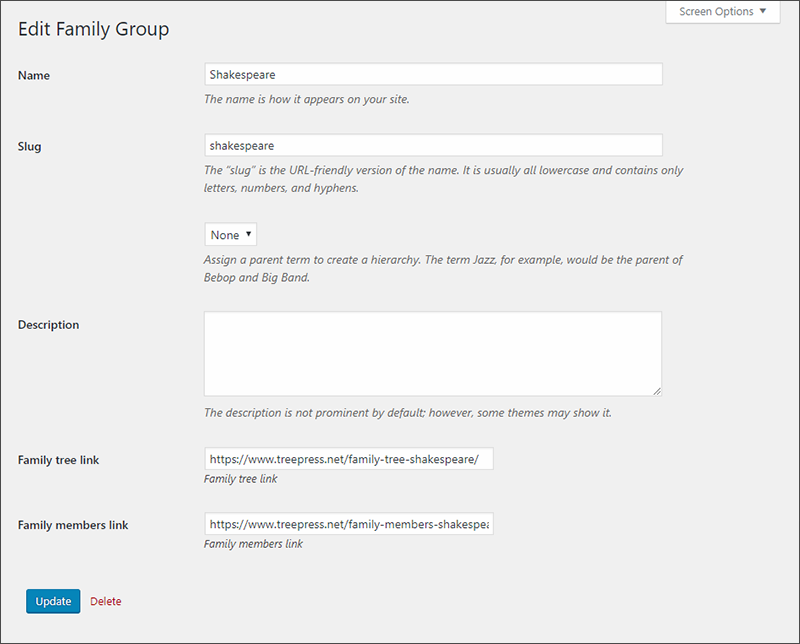 Screen Options ▼
Edit Family Group
Name
Shakespeare
The name is how it appears on your site.
Slug
shakespeare
The “slug” is the URL-friendly version of the name. It is usually all lowercase and contains only
letters, numbers, and hyphens.
None ▼
Assign a parent term to create a hierarchy. The term Jazz, for example, would be the parent of
Bebop and Big Band.
Description
The description is not prominent by default; however, some themes may show it.
Family tree link
https://www.treepress.net/family-tree-shakespeare/
Family tree link
Family members link
https://www.treepress.net/family-members-shakespea
Family members link
Update Delete